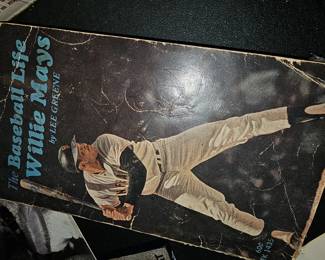 The Baseball Life
Willie Mays
by LEE GREENE